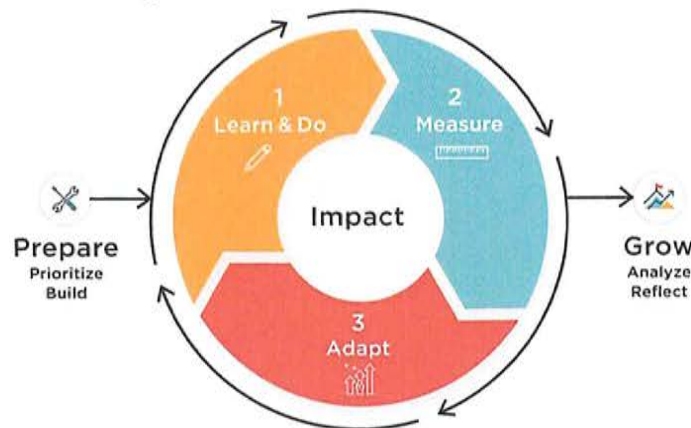 1
Learn & Do
2
Measure
Impact
Prepare
Prioritize
Build
Grow
Analyze
Reflect
3
Adapt